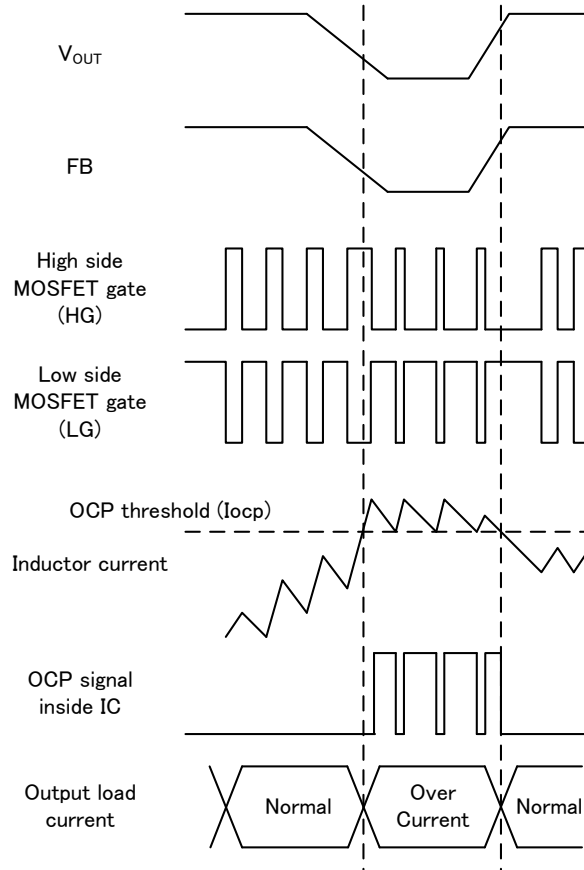 VOUT
FB
High side
MOSFET gate
(HG)
Low side
MOSFET gate
(LG)
OCP threshold (Iocp)
Inductor current
OCP signal
inside IC
Output load
current
Normal
Over
Current
Normal